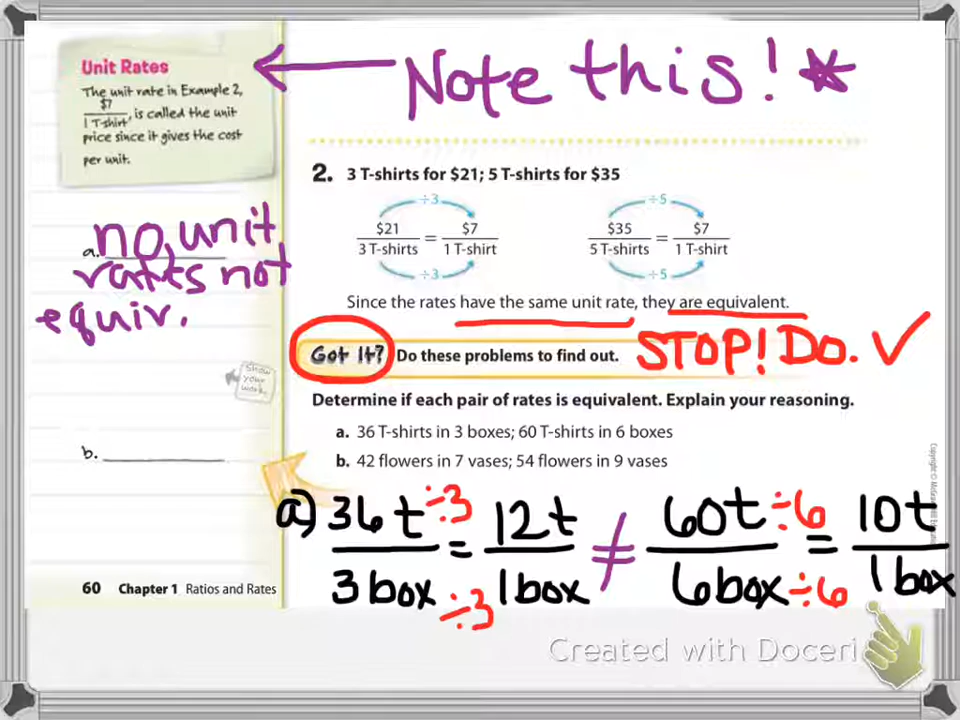 Unit Rates
The unit rate in Example 2,
$7
1 T-shirt, is called the unit
price since it gives the cost
per unit.
Note this! *
2. 3 T-shirts for $21; 5 T-shirts for $35
÷3 ÷5
$21 = $7 $35 = $7
3 T-shirts 1 T-shirt 5 T-shirts 1 T-shirt
÷3 ÷5
Since the rates have the same unit rate, they are equivalent.
a. no, unit
rates not
equiv.
Got It? Do these problems to find out. STOP! Do. ✓
Show
your
work.
Determine if each pair of rates is equivalent. Explain your reasoning.
a. 36 T-shirts in 3 boxes; 60 T-shirts in 6 boxes
b. 42 flowers in 7 vases; 54 flowers in 9 vases
b. ________
a) 36t ÷3 = 12t ≠ 60t ÷6 = 10t
3 box ÷3 1 box 6 box ÷6 1 box
60 Chapter 1 Ratios and Rates
Created with Doceri